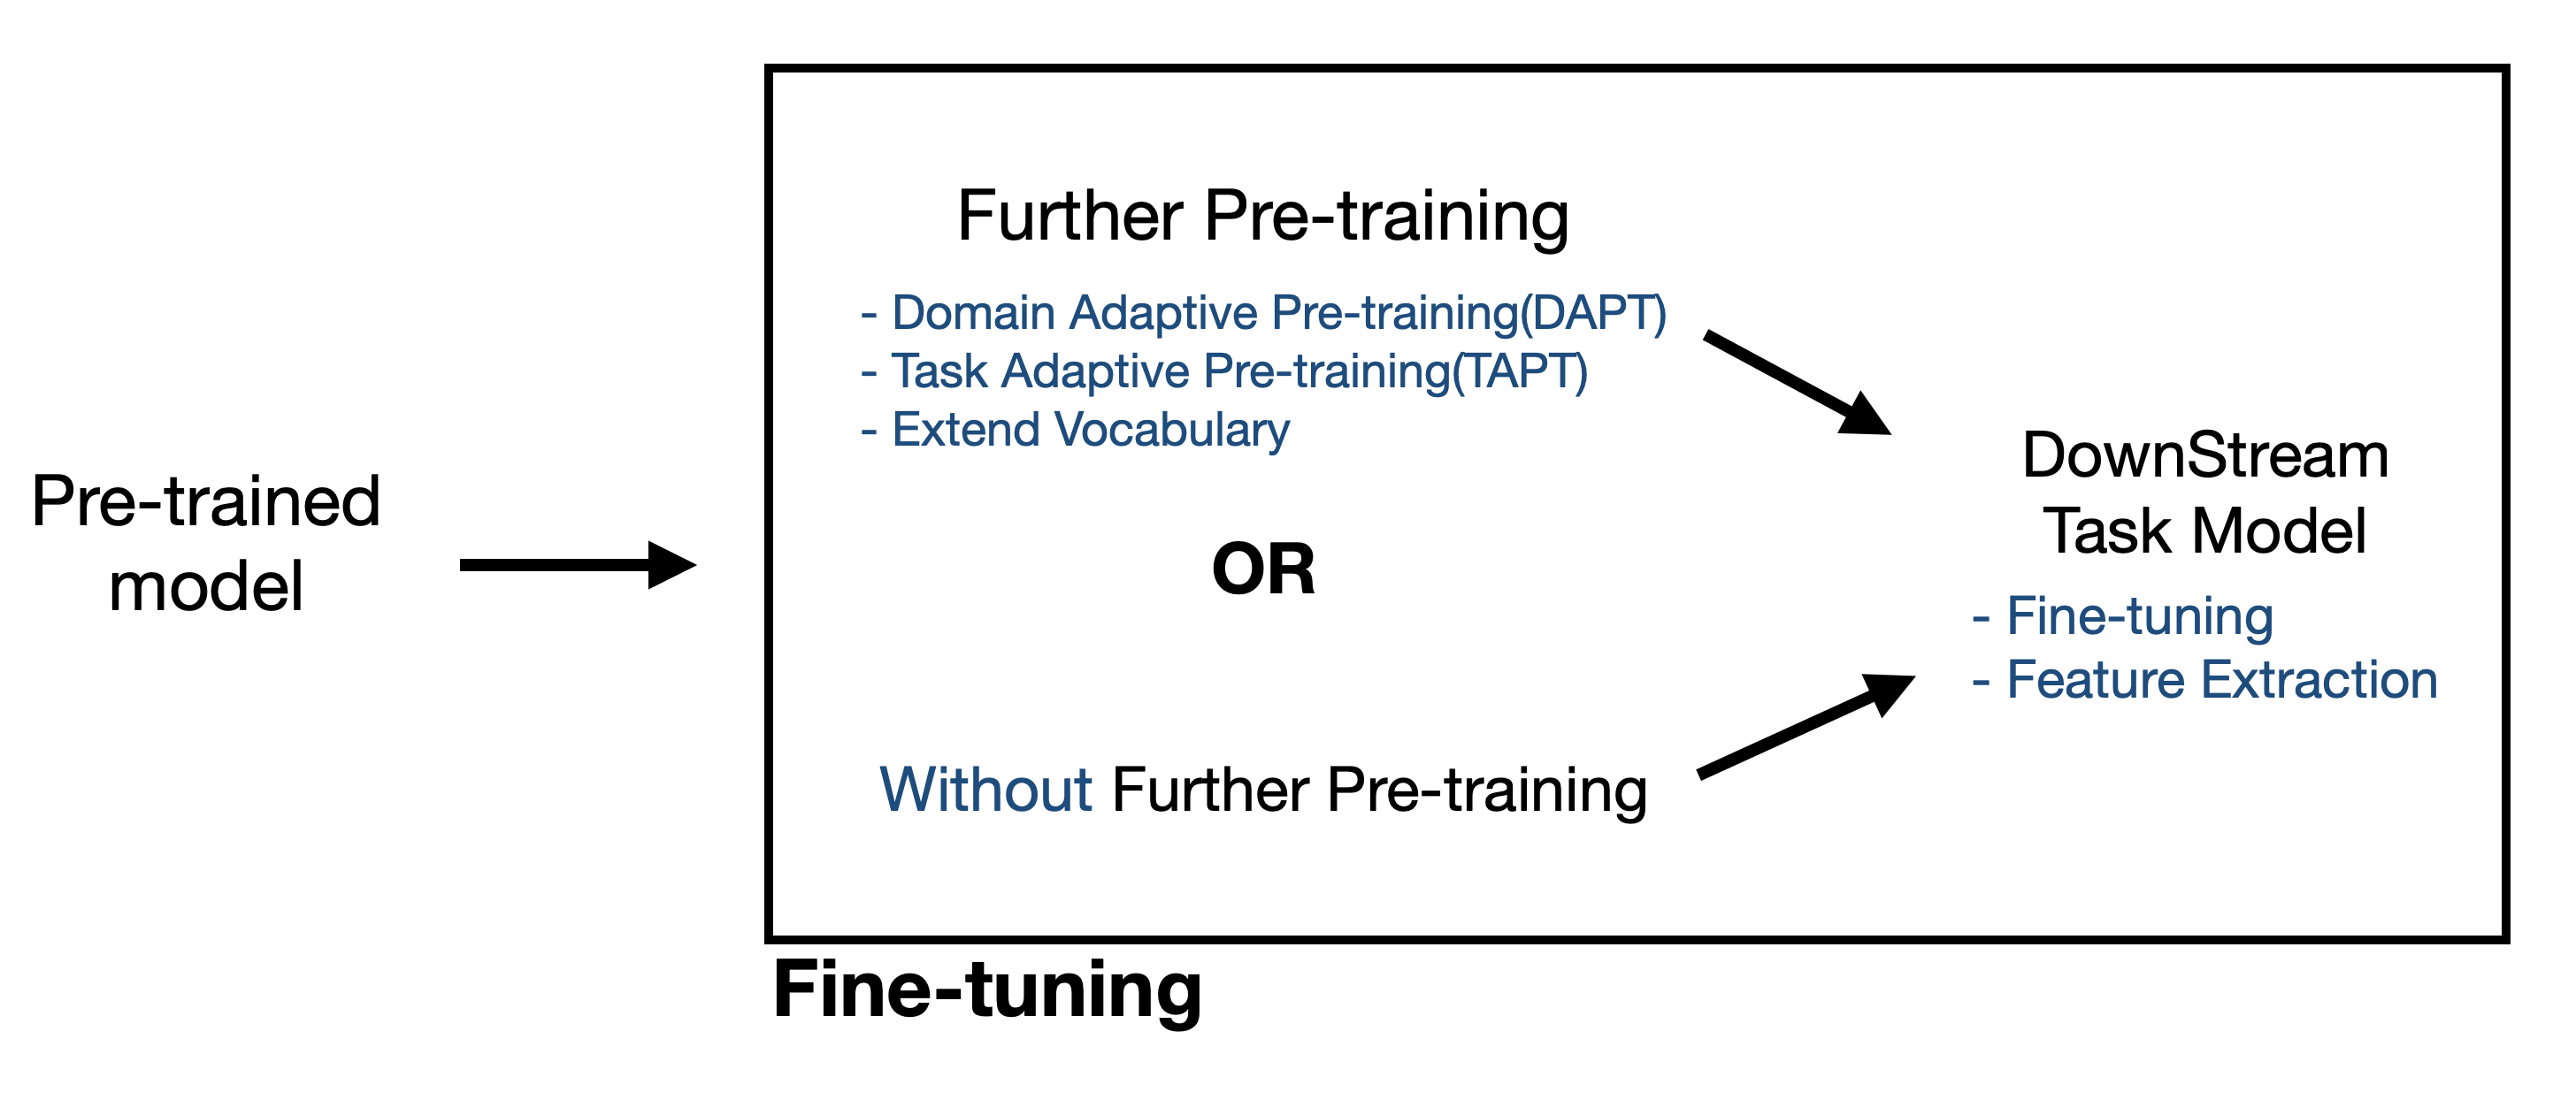 Pre-trained
model
Further Pre-training
- Domain Adaptive Pre-training(DAPT)
- Task Adaptive Pre-training(TAPT)
- Extend Vocabulary
OR
Without Further Pre-training
DownStream
Task Model
- Fine-tuning
- Feature Extraction
Fine-tuning